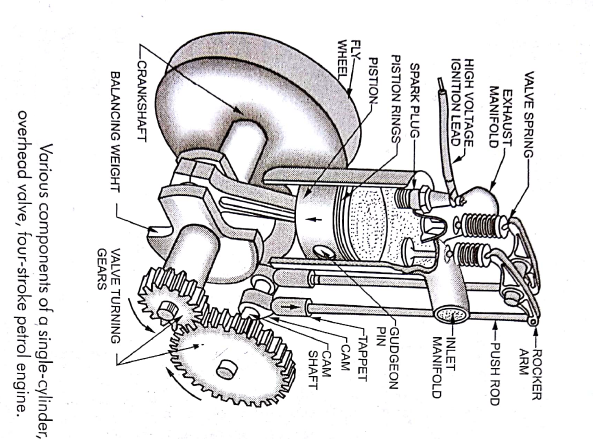 VALVE SPRING
EXHAUST
MANIFOLD
HIGH VOLTAGE
IGNITION LEAD
SPARK PLUG
PISTION RINGS
PISTION
FLY
WHEEL
CRANKSHAFT
BALANCING WEIGHT
ROCKER
ARM
PUSH ROD
INLET
MANIFOLD
GUDGEON
PIN
TAPPET
CAM
CAM
SHAFT
VALVE TURNING
GEARS
Various components of q single-cylinder,
overhead valve, four-stroke petrol engine.